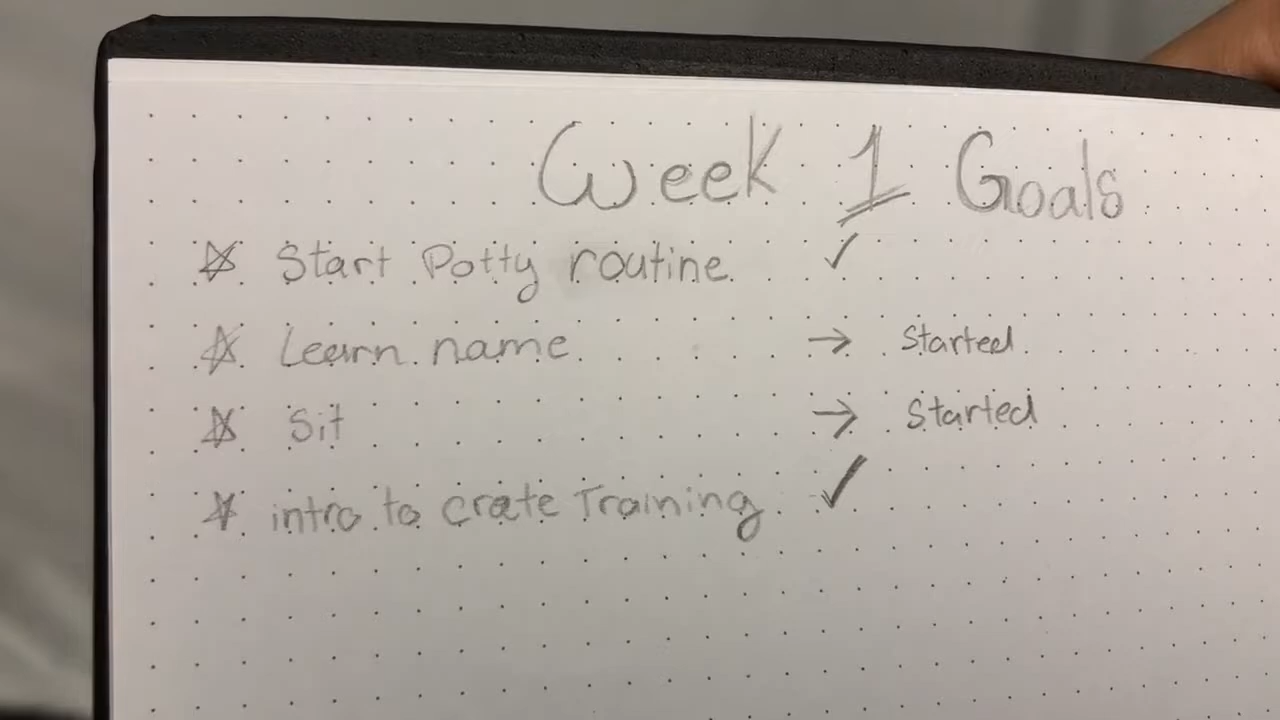 Week 1 Goals
☆ Start Potty routine ✓
☆ Learn name → Started
☆ Sit → Started
☆ intro to crate Training ✓